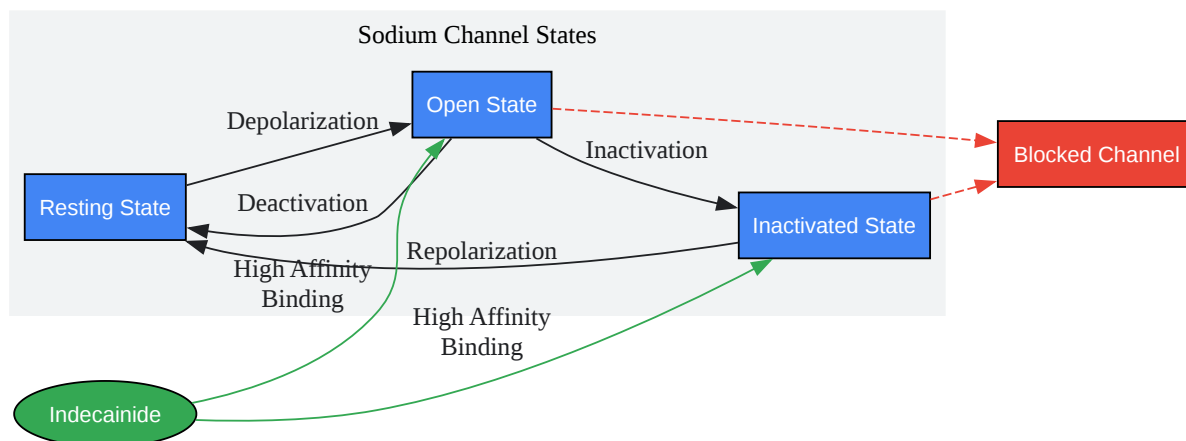 Sodium Channel States
Open State
Depolarization
Inactivation
Blocked Channel
Resting State
Deactivation
Inactivated State
Repolarization
High Affinity
Binding
High Affinity
Binding
Indecainide